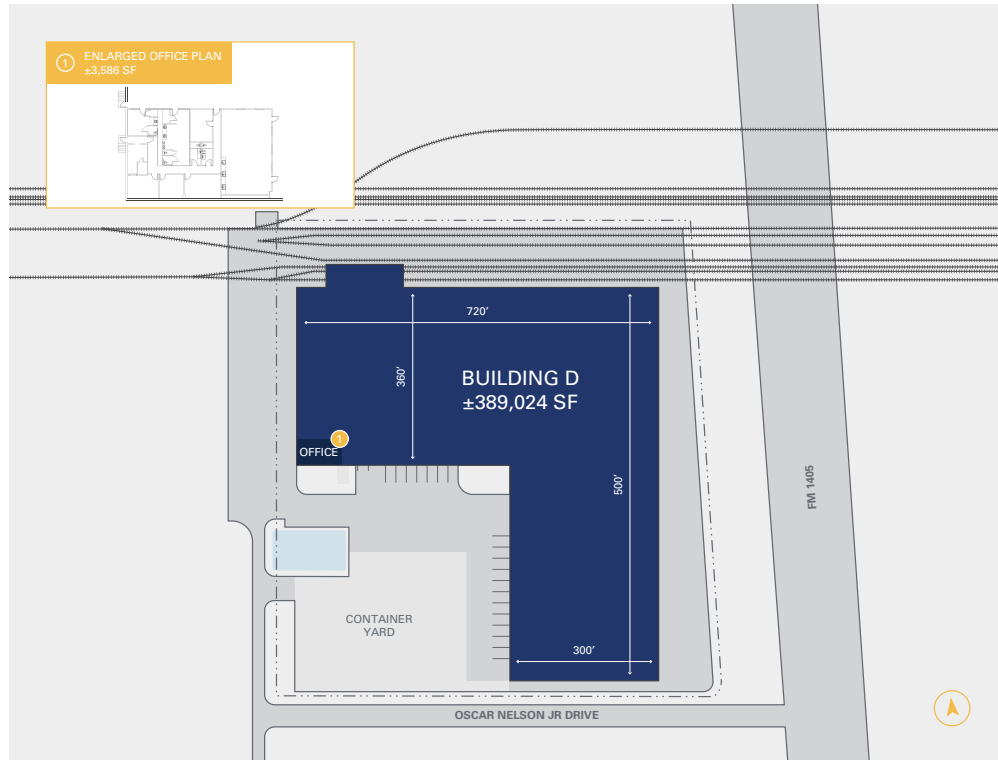 1
ENLARGED OFFICE PLAN
±3,586 SF
720’
360’
BUILDING D
±389,024 SF
1
OFFICE
500’
FM 1405
CONTAINER
YARD
300’
OSCAR NELSON JR DRIVE